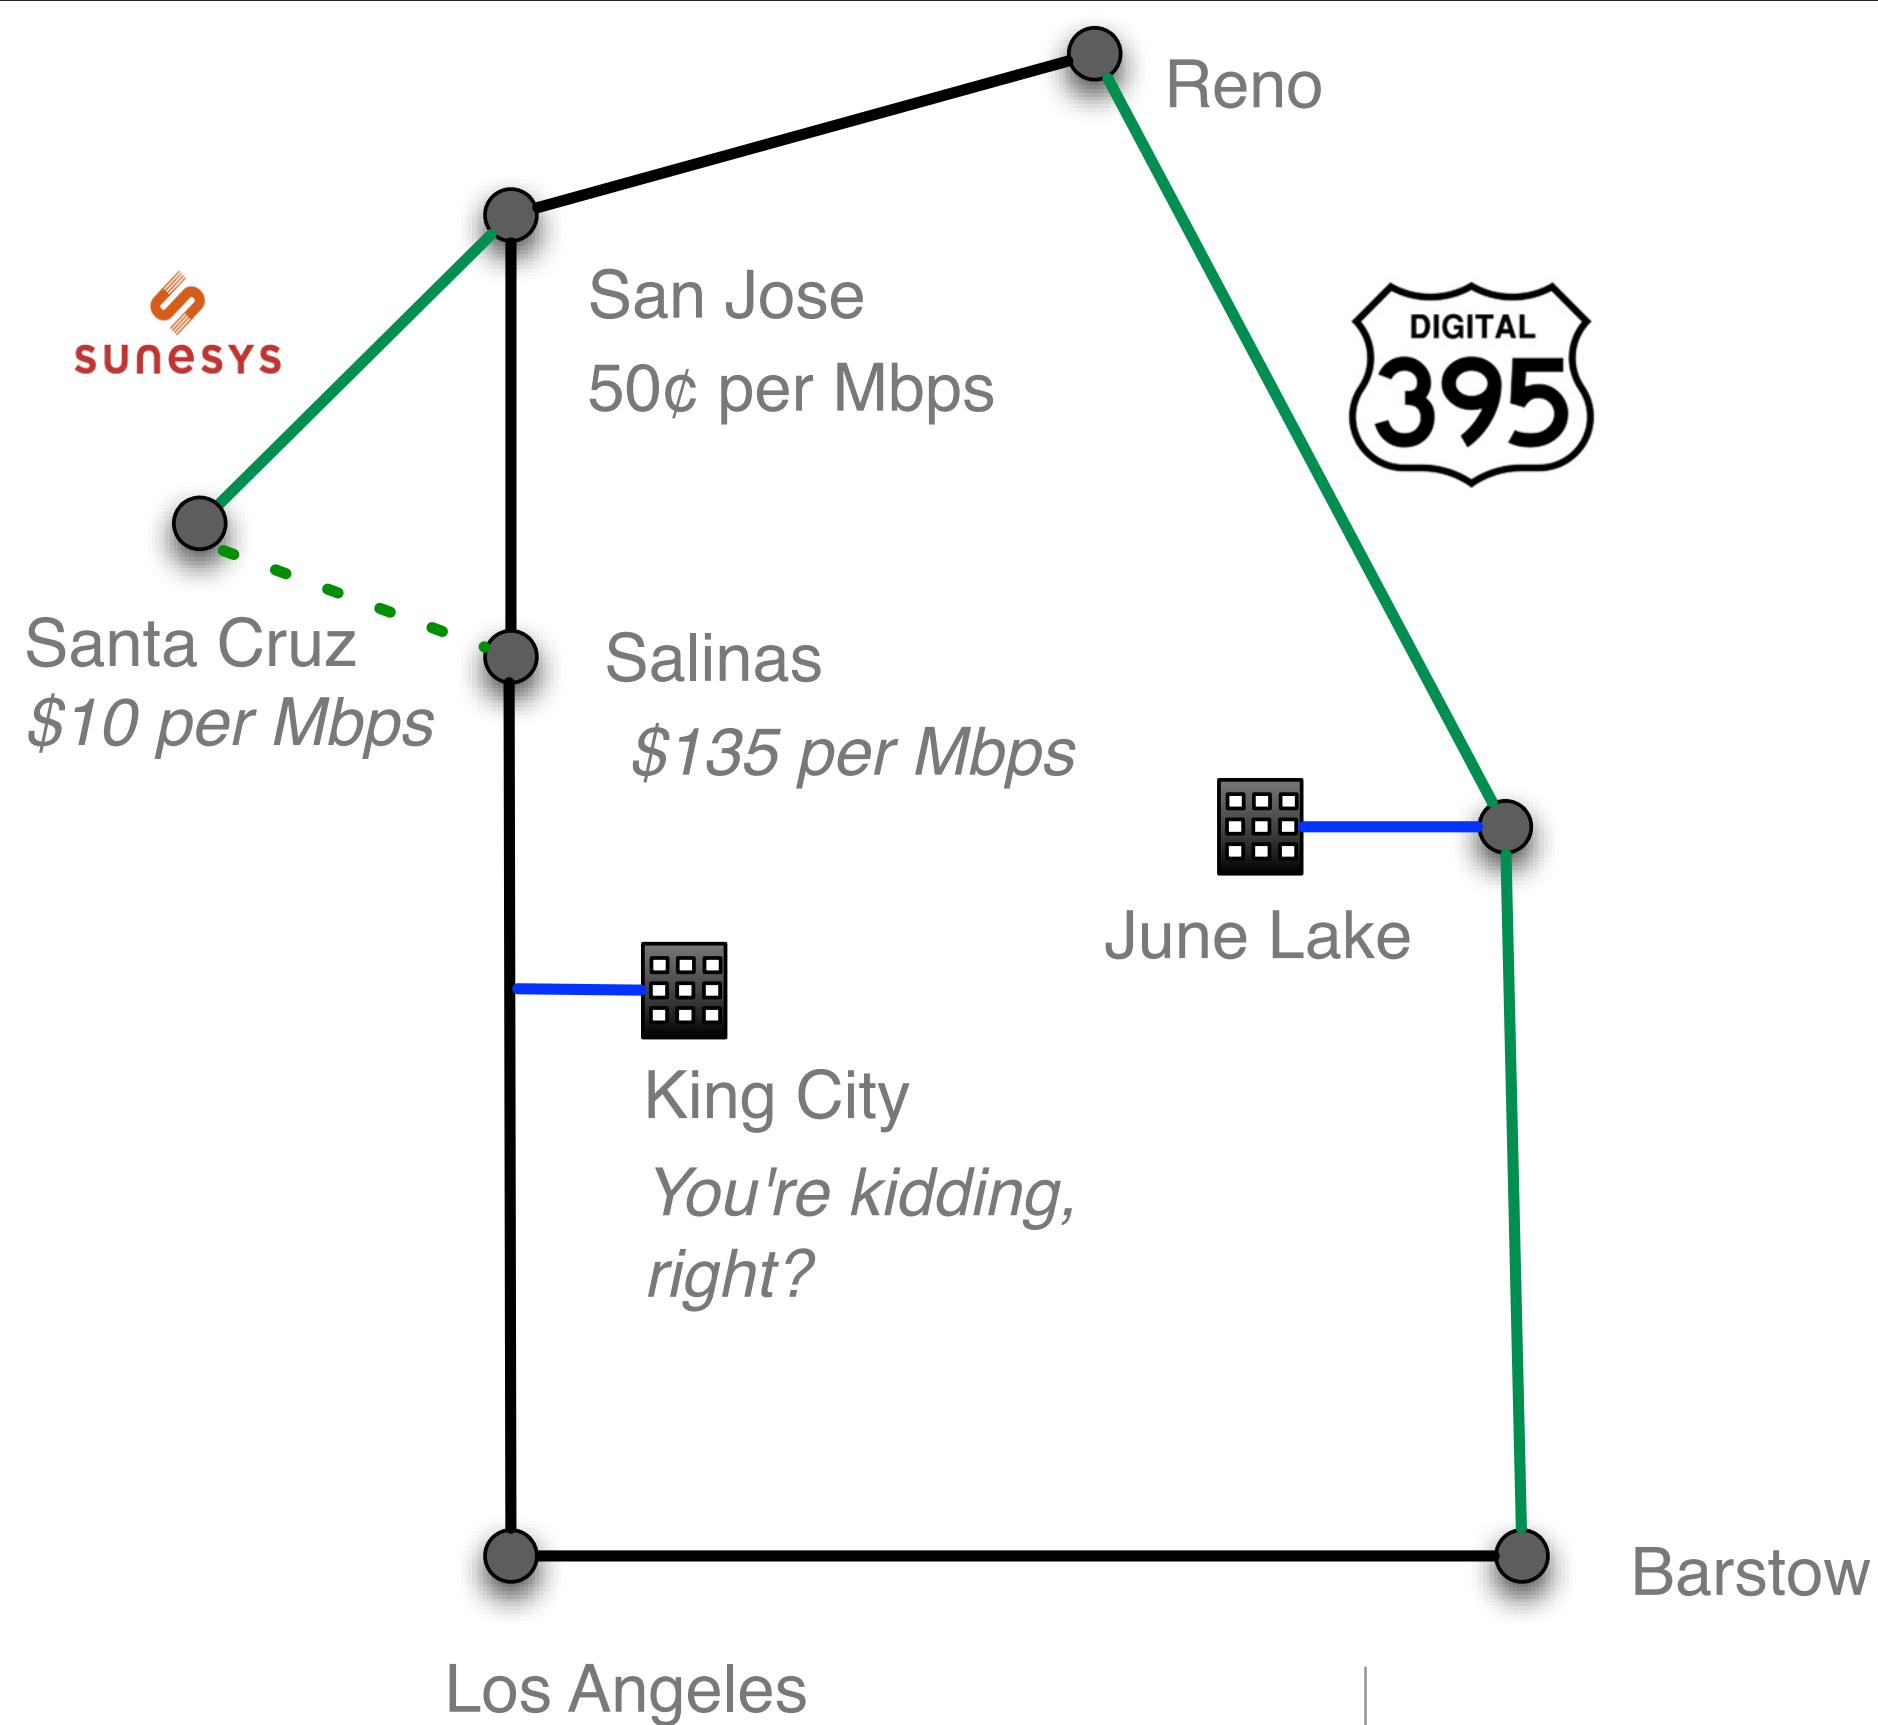 Reno
San Jose
50¢ per Mbps
DIGITAL
395
sunesys
Santa Cruz
$10 per Mbps
Salinas
$135 per Mbps
June Lake
King City
You're kidding,
right?
Barstow
Los Angeles